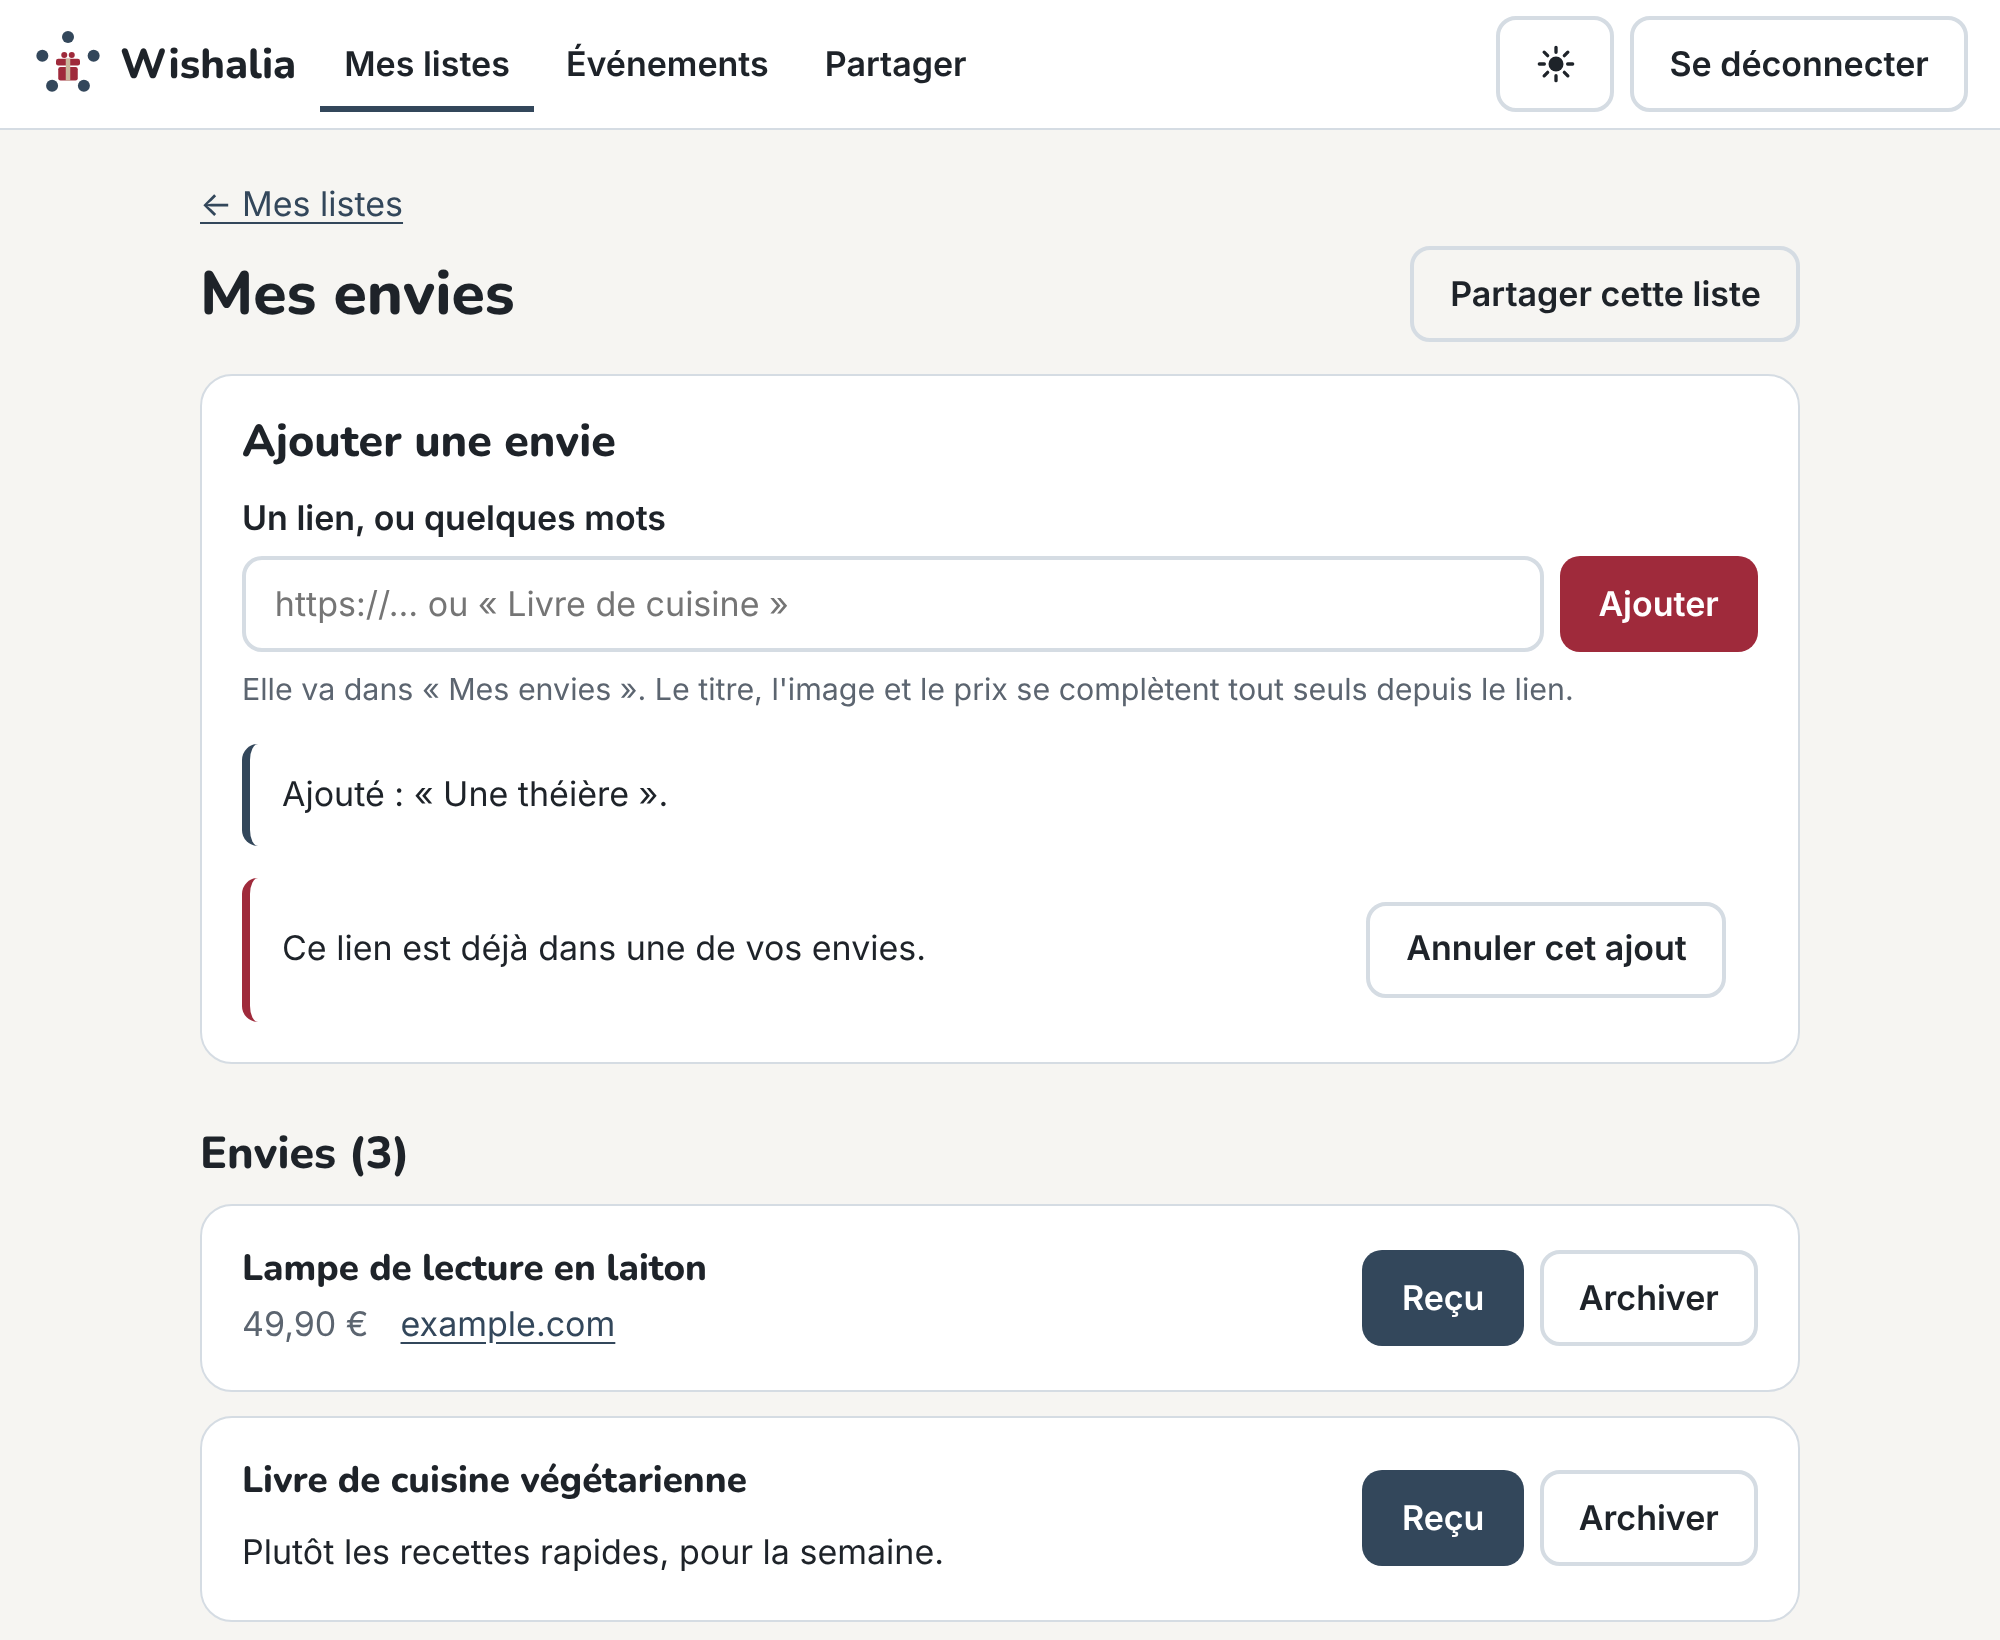 Wishalia Mes listes Événements Partager Se déconnecter
← Mes listes
Mes envies Partager cette liste
Ajouter une envie
Un lien, ou quelques mots
https://... ou « Livre de cuisine » Ajouter
Elle va dans « Mes envies ». Le titre, l'image et le prix se complètent tout seuls depuis le lien.
Ajouté : « Une théière ».
Ce lien est déjà dans une de vos envies. Annuler cet ajout
Envies (3)
Lampe de lecture en laiton
49,90 € example.com Reçu Archiver
Livre de cuisine végétarienne
Plutôt les recettes rapides, pour la semaine. Reçu Archiver